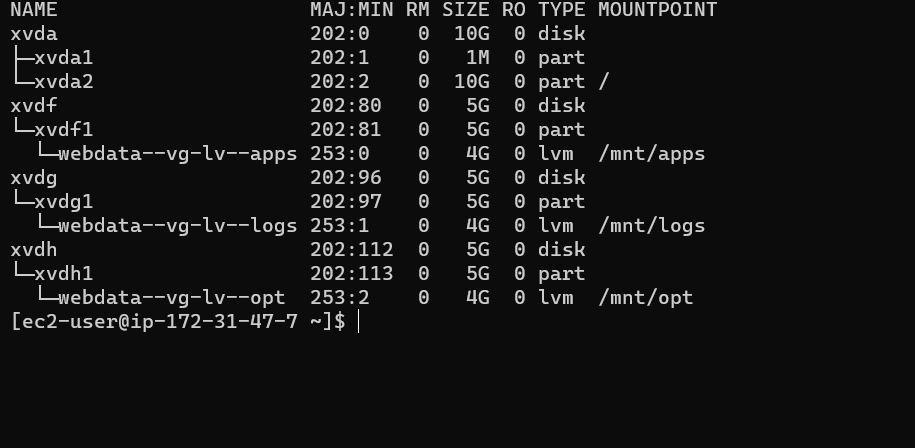 NAME                     MAJ:MIN RM SIZE RO TYPE MOUNTPOINT
xvda                     202:0    0  10G  0 disk
├─xvda1                  202:1    0   1M  0 part
└─xvda2                  202:2    0  10G  0 part /
xvdf                     202:80   0   5G  0 disk
└─xvdf1                  202:81   0   5G  0 part
  └─webdata--vg-lv--apps 253:0    0   4G  0 lvm  /mnt/apps
xvdg                     202:96   0   5G  0 disk
└─xvdg1                  202:97   0   5G  0 part
  └─webdata--vg-lv--logs 253:1    0   4G  0 lvm  /mnt/logs
xvdh                     202:112  0   5G  0 disk
└─xvdh1                  202:113  0   5G  0 part
  └─webdata--vg-lv--opt  253:2    0   4G  0 lvm  /mnt/opt
[ec2-user@ip-172-31-47-7 ~]$